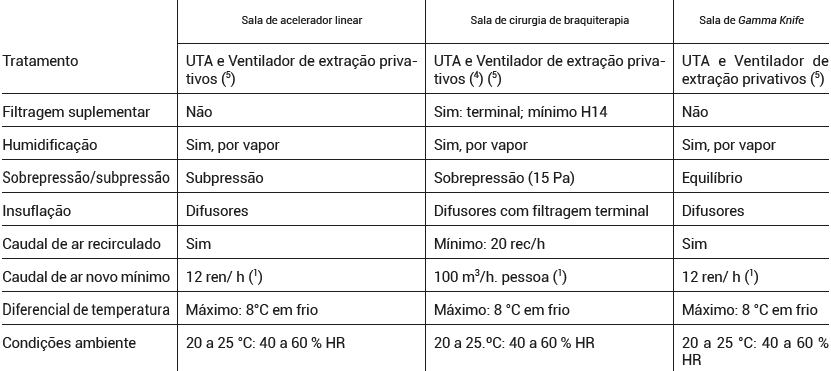 Sala de acelerador linear Sala de cirurgia de braquiterapia Sala de Gamma Knife
Tratamento UTA e Ventilador de extração priva- UTA e Ventilador de extração priva- UTA e Ventilador de
tivos (⁵) tivos (⁴) (⁵) extração privativos (⁵)
Filtragem suplementar Não Sim: terminal; mínimo H14 Não
Humidificação Sim, por vapor Sim, por vapor Sim, por vapor
Sobrepressão/subpressão Subpressão Sobrepressão (15 Pa) Equilíbrio
Insuflação Difusores Difusores com filtragem terminal Difusores
Caudal de ar recirculado Sim Mínimo: 20 rec/h Sim
Caudal de ar novo mínimo 12 ren/ h (¹) 100 m³/h. pessoa (¹) 12 ren/ h (¹)
Diferencial de temperatura Máximo: 8°C em frio Máximo: 8 °C em frio Máximo: 8 °C em frio
Condições ambiente 20 a 25 °C: 40 a 60 % HR 20 a 25.ºC: 40 a 60 % HR 20 a 25 °C: 40 a 60 %
HR